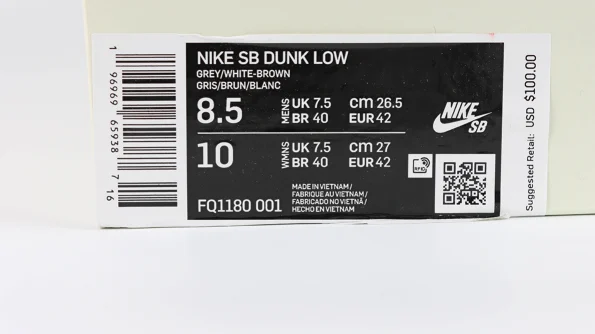 NIKE SB DUNK LOW
GREY/WHITE-BROWN
GRIS/BRUN/BLANC
8.5 MENS UK 7.5 cm 26.5
BR 40 EUR 42
10 WMNS UK 7.5 cm 27
BR 40 EUR 42
FQ1180 001
MADE IN VIETNAM /
FABRIQUE AU VIETNAM /
FABRICADO NO VIETNÃ /
HECHO EN VIETNAM
NIKE
SB
RFID
Suggested Retail: USD $100.00
1 96969 65938 7 16